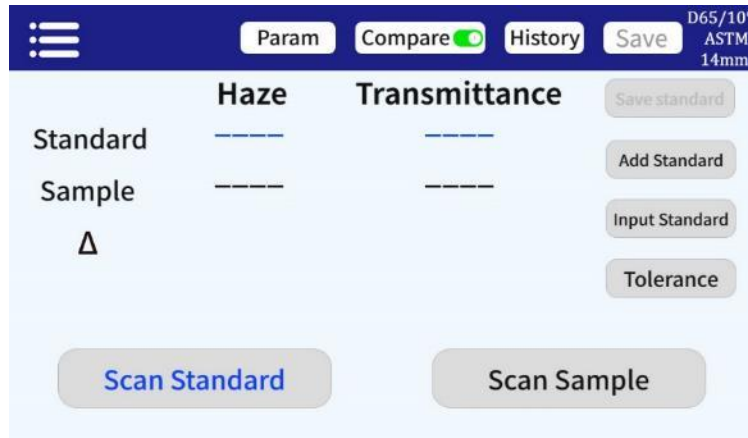 Param Compare History Save D65/10°
ASTM
14mm
Haze Transmittance Save standard
Standard ---- ----
Add Standard
Sample ---- ----
Input Standard
Δ
Tolerance
Scan Standard Scan Sample